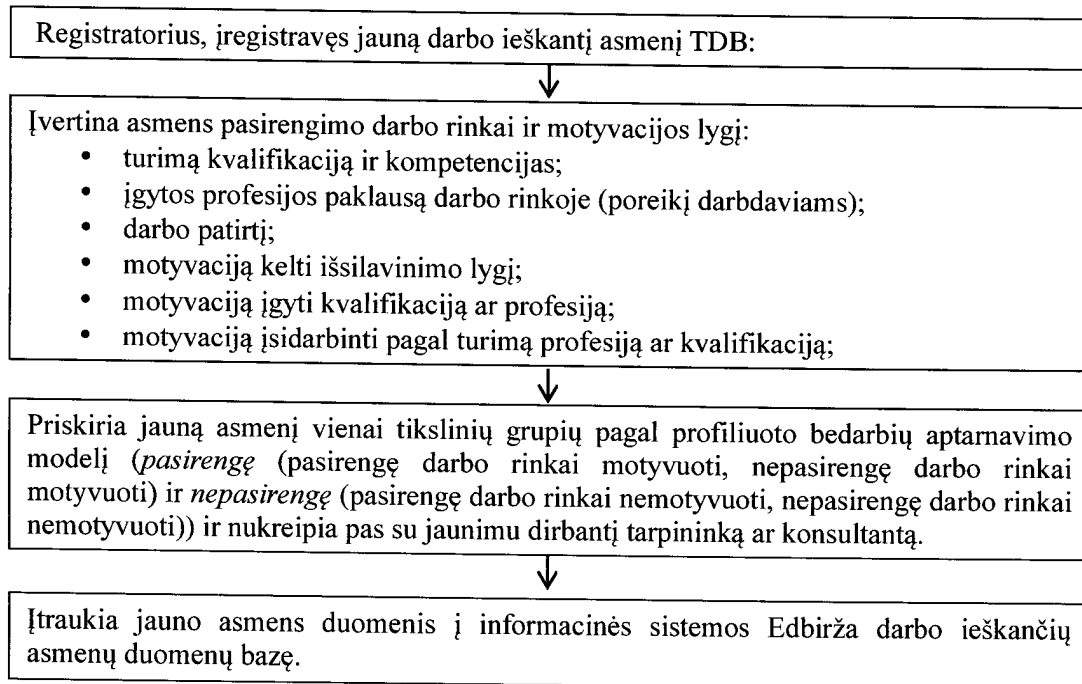 Registratorius, įregistravęs jauną darbo ieškantį asmenį TDB:
Įvertina asmens pasirengimo darbo rinkai ir motyvacijos lygį:
• turimą kvalifikaciją ir kompetencijas;
• įgytos profesijos paklausą darbo rinkoje (poreikį darbdaviams);
• darbo patirtį;
• motyvaciją kelti išsilavinimo lygį;
• motyvaciją įgyti kvalifikaciją ar profesiją;
• motyvaciją įsidarbinti pagal turimą profesiją ar kvalifikaciją;
Priskiria jauną asmenį vienai tikslinių grupių pagal profiliuoto bedarbių aptarnavimo
modelį (pasirengę (pasirengę darbo rinkai motyvuoti, nepasirengę darbo rinkai
motyvuoti) ir nepasirengę (pasirengę darbo rinkai nemotyvuoti, nepasirengę darbo rinkai
nemotyvuoti)) ir nukreipia pas su jaunimu dirbantį tarpininką ar konsultantą.
Įtraukia jauno asmens duomenis į informacinės sistemos Edbirža darbo ieškančių
asmenų duomenų bazę.